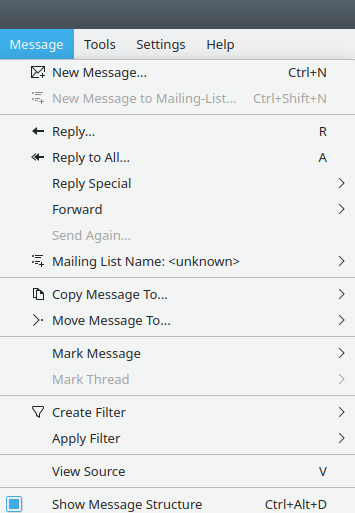 Message Tools Settings Help
New Message... Ctrl+N
New Message to Mailing-List... Ctrl+Shift+N
Reply... R
Reply to All... A
Reply Special
Forward
Send Again...
Mailing List Name: <unknown>
Copy Message To...
Move Message To...
Mark Message
Mark Thread
Create Filter
Apply Filter
View Source V
Show Message Structure Ctrl+Alt+D